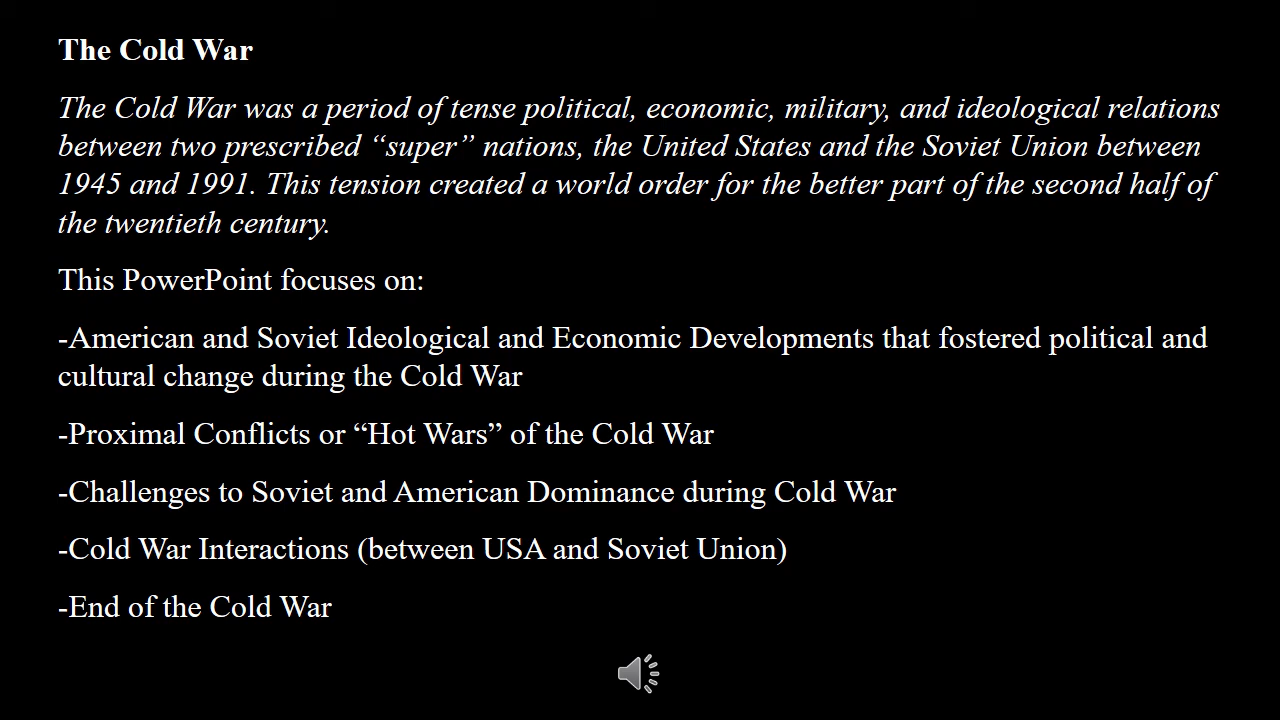 The Cold War
The Cold War was a period of tense political, economic, military, and ideological relations
between two prescribed “super” nations, the United States and the Soviet Union between
1945 and 1991. This tension created a world order for the better part of the second half of
the twentieth century.
This PowerPoint focuses on:
-American and Soviet Ideological and Economic Developments that fostered political and
cultural change during the Cold War
-Proximal Conflicts or “Hot Wars” of the Cold War
-Challenges to Soviet and American Dominance during Cold War
-Cold War Interactions (between USA and Soviet Union)
-End of the Cold War